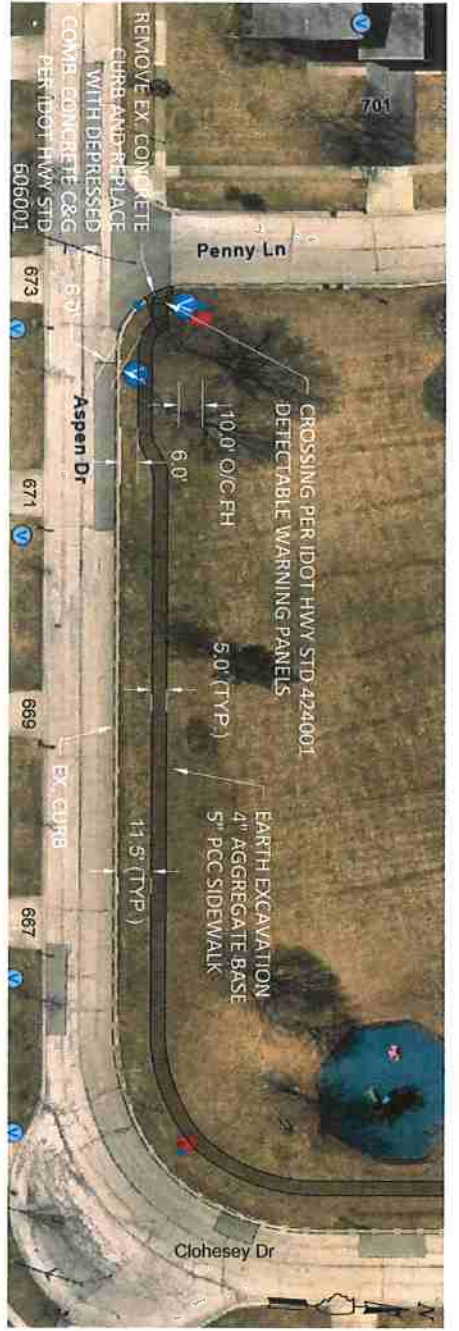 701
Penny Ln
CROSSING PER IDOT HWY STD 424001
DETECTABLE WARNING PANELS.
REMOVE EX. CONCRETE
CURB AND REPLACE
WITH DEPRESSED
COMB. CONCRETE C&G
PER IDOT HWY STD
606001
6.0'
10.0' O/C FH
6.0'
5.0' (TYP.)
EARTH EXCAVATION
4" AGGREGATE BASE
5" PCC SIDEWALK
11.5' (TYP.)
EX. CURB
Aspen Dr
673
671
669
667
V
V
V
V
V
Clohesey Dr
N